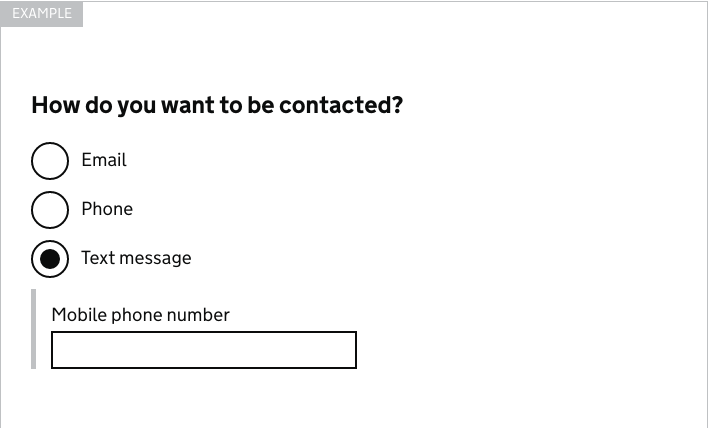 EXAMPLE
How do you want to be contacted?
Email
Phone
Text message
Mobile phone number